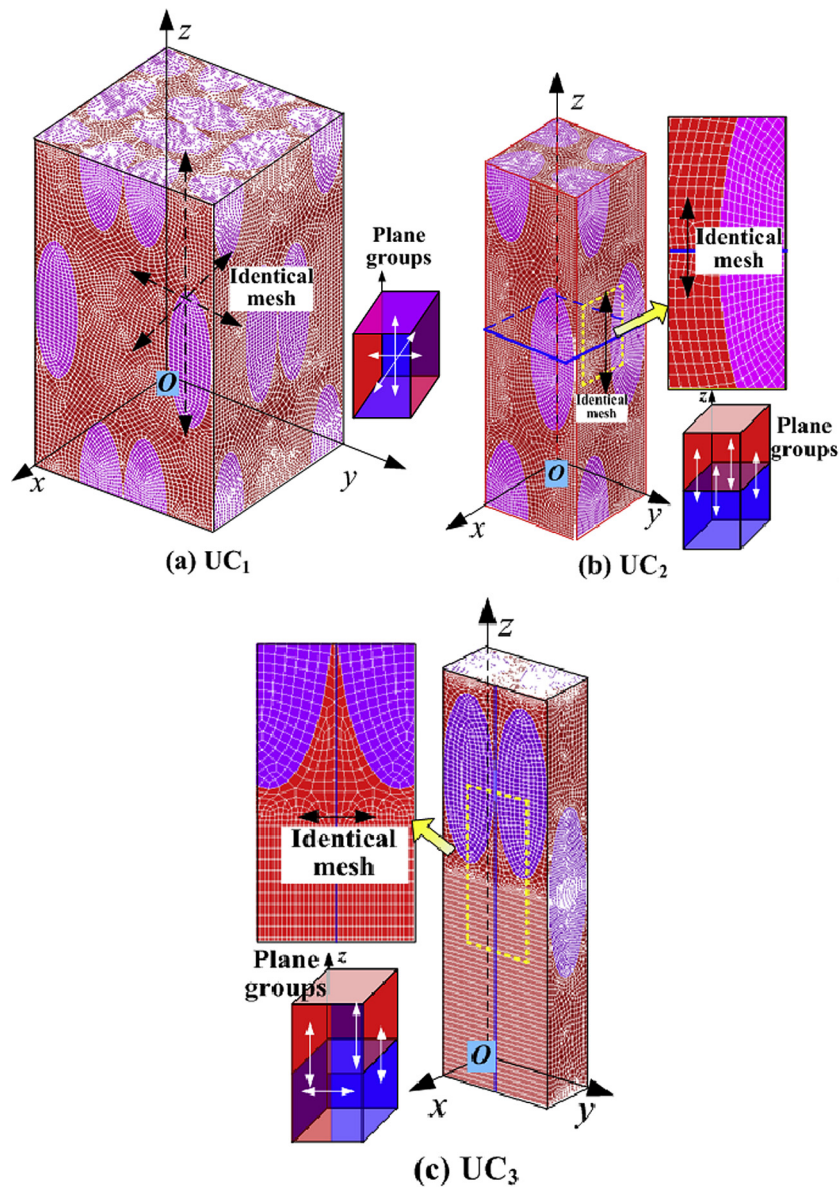 z
Identical
mesh
Plane
groups
O
x
y
(a) UC₁
z
Identical
mesh
Identical
mesh
z
Plane
groups
O
x
y
(b) UC₂
z
Identical
mesh
Plane
groups
z
O
x
y
(c) UC₃